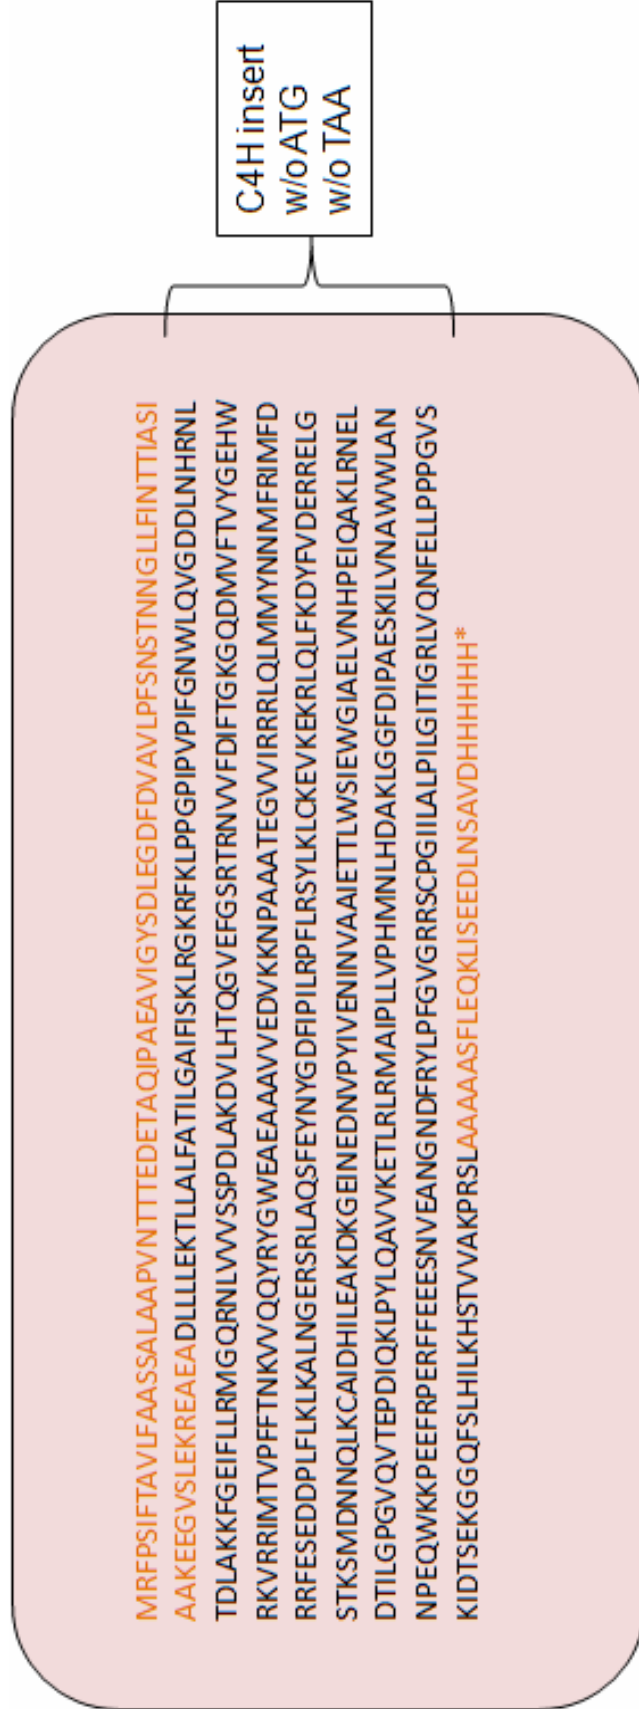 MRFPSIFTAVLFAASSALAAPVNTTTEDETAQIPAEAVIGYSDLEGDFDVAVLPFSNSTNNGLLFINTTIASI
AAKEEGVSLEKREAEADLLLLEKTLLALFATILGAIFISKLRGKRFKLPPGPIPVPIFGNWLQVGDDLNHRNL
TDLAKKFGEIFLLRMGQRNLVVVSSPDLAKDVLHTQGVEFGSRTRNVVFDIFTGKGQDMVFTVYGEHW
RKVRRIMTVPFFTNKVVQQYRYGWEAEAAAVVEDVKKNPAAATEGVVIRRRLQLMMYNNMFRIMFD
RRFESEDDPLFLKLKALNGERSRLAQSFEYNYGDFIPILRPFLRSYLKLCKEVKEKRLQLFKDYFVDERRELG
STKSMDNNQLKCAIDHILEAKDKGEINEDNVPYIVENINVAAIETTLWSIEWGIAELVNHPEIQAKLRNEL
DTILGPGVQVTEPDIQKLPYLQAVVKETLRLRMAIPLLVPHMNLHDAKLGGFDIPAESKILVNAWWLAN
NPEQWKKPEEFRPERFFEEESNVEANGNDFRYLPFGVGRRSCPGIILALPILGITIGRLVQNFELLPPPGVS
KIDTSEKGGQFSLHILKHSTVVAKPRSLAAAAASFLEQKLISEEDLNSAVDHHHHHH*
C4H insert
w/o ATG
w/o TAA